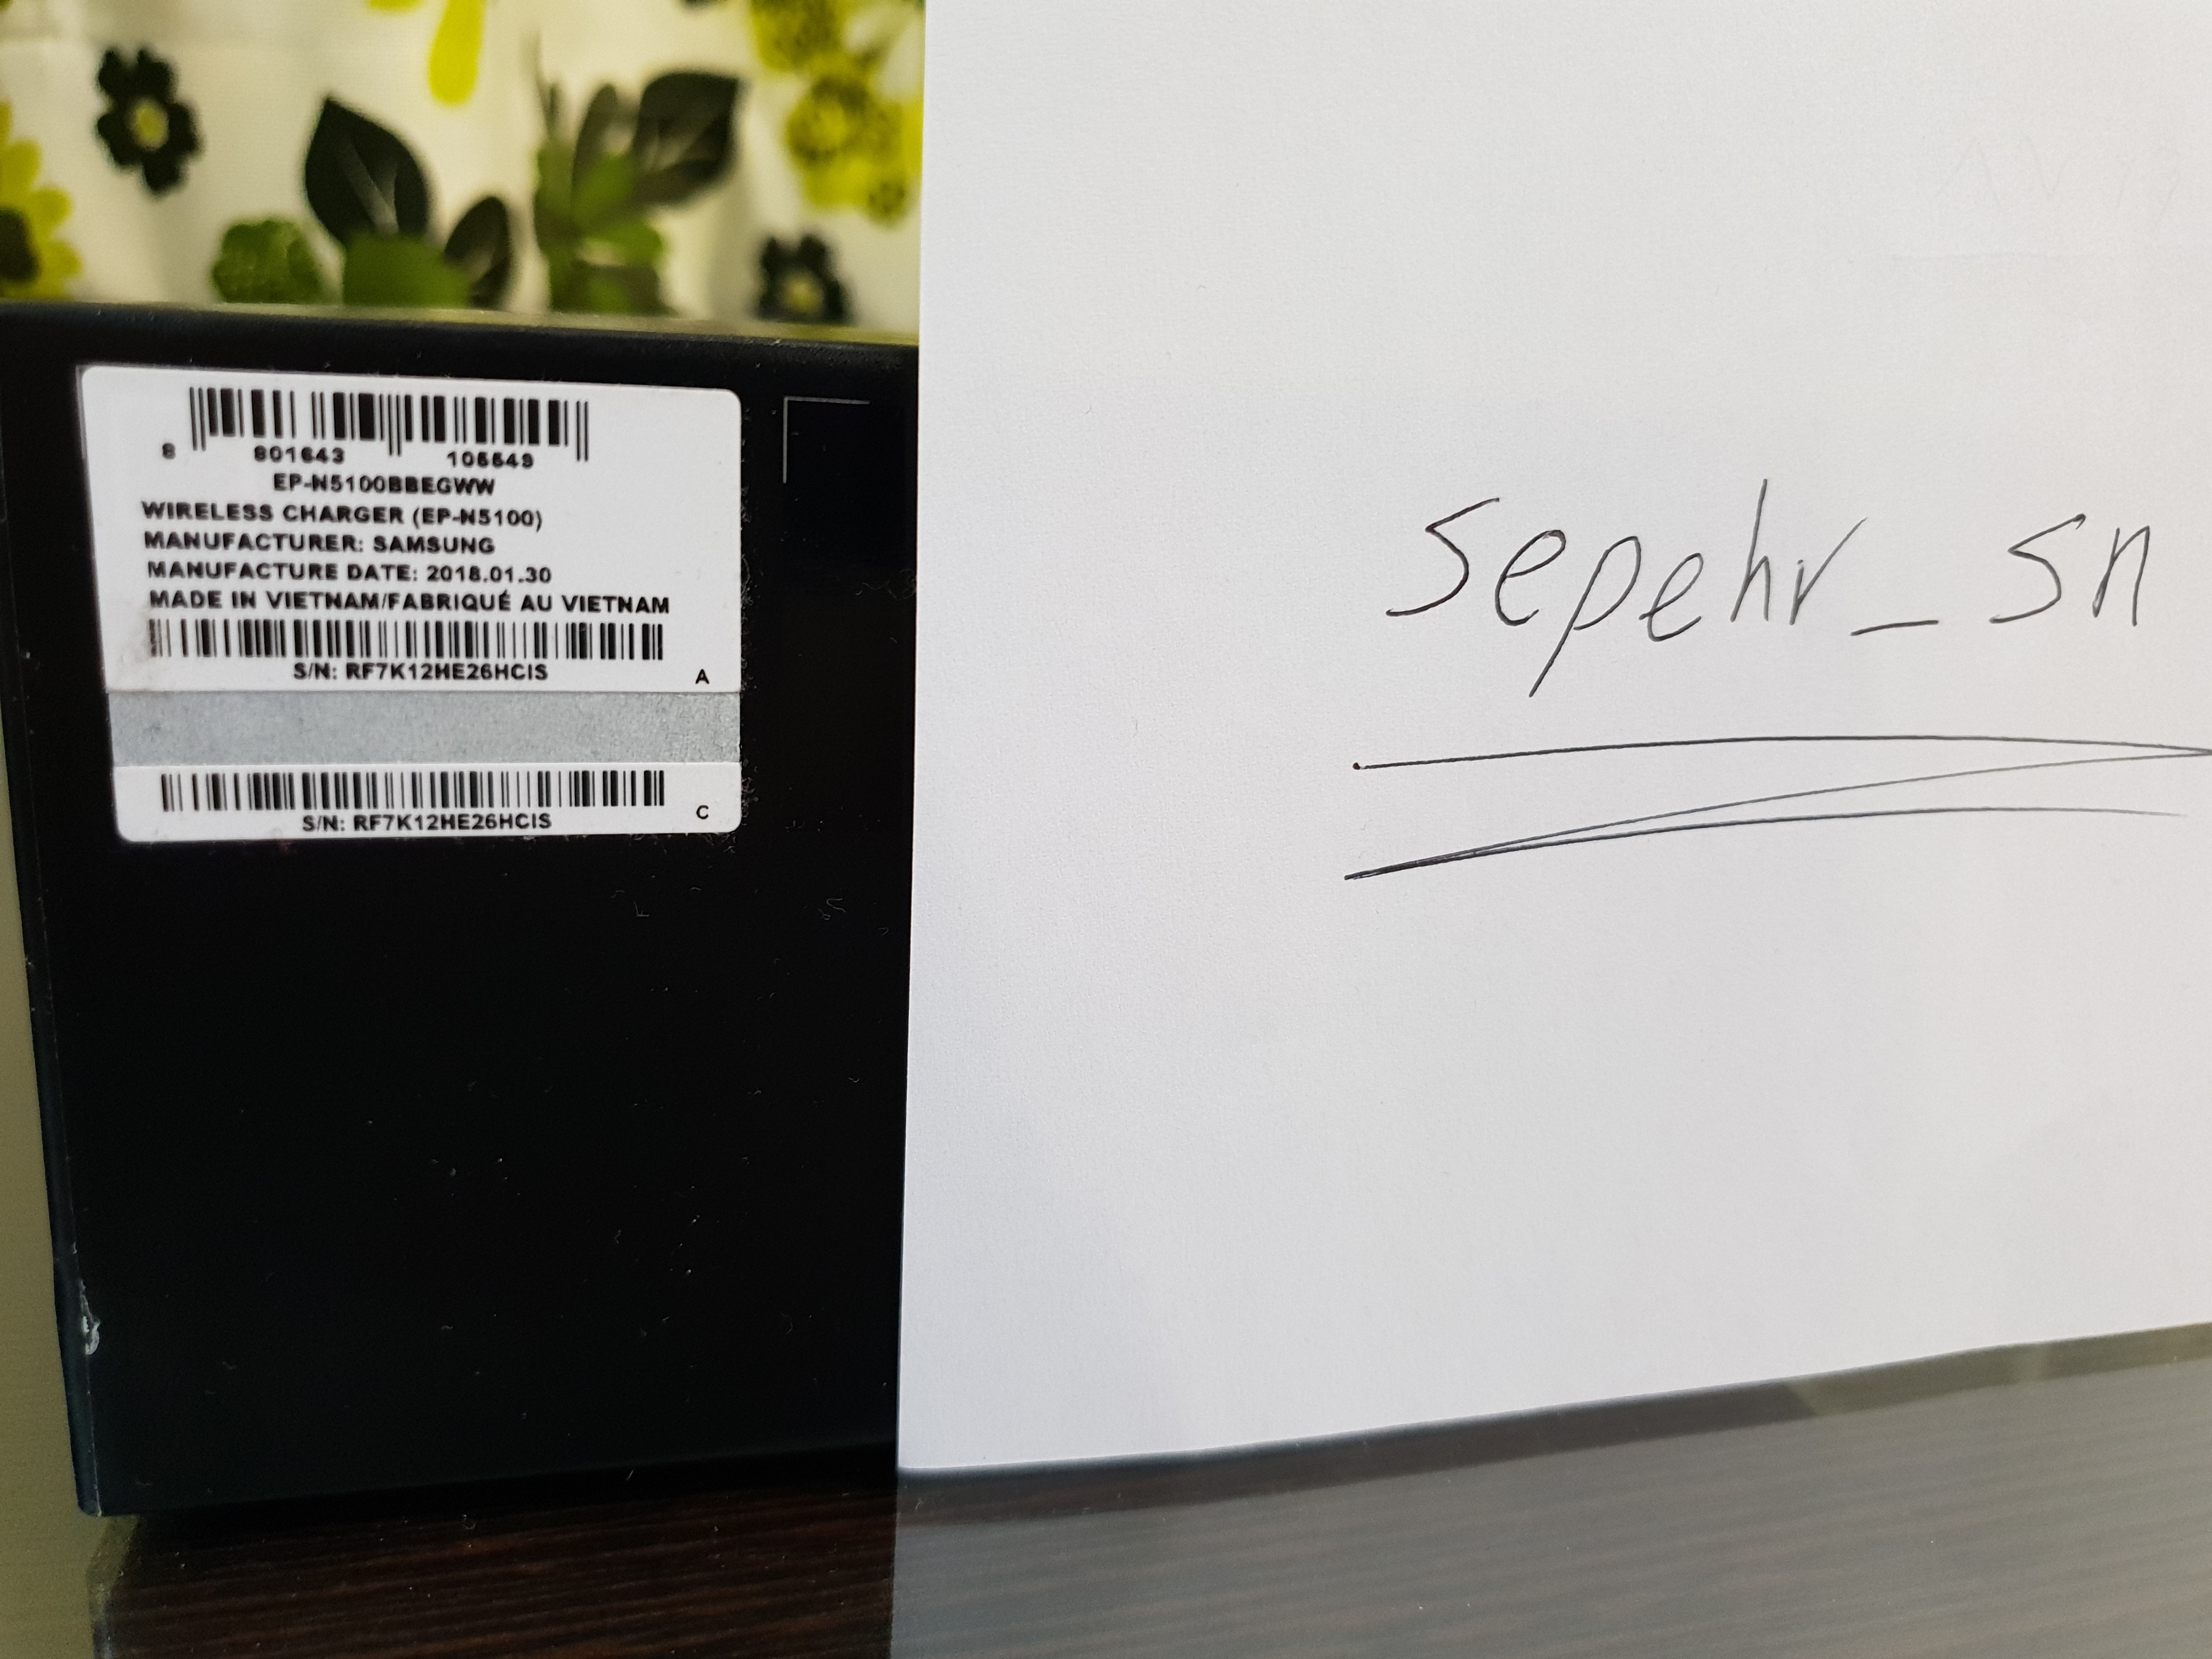 8 801643 106649
EP-N5100BBEGWW
WIRELESS CHARGER (EP-N5100)
MANUFACTURER: SAMSUNG
MANUFACTURE DATE: 2018.01.30
MADE IN VIETNAM/FABRIQUÉ AU VIETNAM
S/N: RF7K12HE26HCIS
A
S/N: RF7K12HE26HCIS
C
sepehr_sn